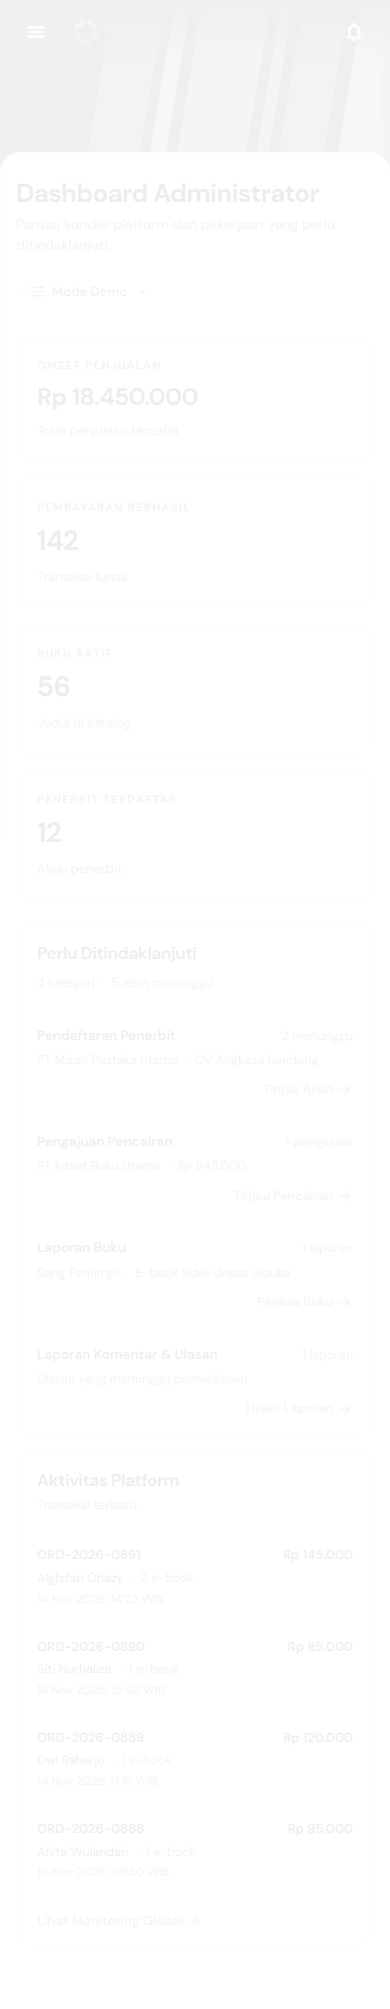 Dashboard Administrator
Pantau kondisi platform dan pekerjaan yang perlu
ditindaklanjuti.
Mode Demo
OMZET PENJUALAN
Rp 18.450.000
Total penjualan tercatat
PEMBAYARAN BERHASIL
142
Transaksi lunas
BUKU AKTIF
56
Judul di katalog
PENERBIT TERDAFTAR
12
Akun penerbit
Perlu Ditindaklanjuti
4 kategori 5 item menunggu
Pendaftaran Penerbit 2 menunggu
PT Mizan Pustaka Utama CV Angkasa Bandung
Tinjau Akun →
Pengajuan Pencairan 1 pengajuan
PT Kiblat Buku Utama Rp 645.000
Tinjau Pencairan →
Laporan Buku 1 laporan
Sang Pemimpi E-book tidak dapat dibuka
Periksa Buku →
Laporan Komentar & Ulasan 1 laporan
Ulasan yang menunggu pemeriksaan
Tinjau Laporan →
Aktivitas Platform
Transaksi terbaru
ORD-2026-0891 Rp 145.000
Alghifari Ghazy 2 e-book
14 Nov 2026, 14:22 WIB
ORD-2026-0890 Rp 85.000
Siti Nurhaliza 1 e-book
14 Nov 2026, 13:40 WIB
ORD-2026-0889 Rp 120.000
Dwi Raharjo 1 e-book
14 Nov 2026, 11:15 WIB
ORD-2026-0888 Rp 95.000
Anita Wulandari 1 e-book
14 Nov 2026, 09:30 WIB
Lihat Monitoring Global →